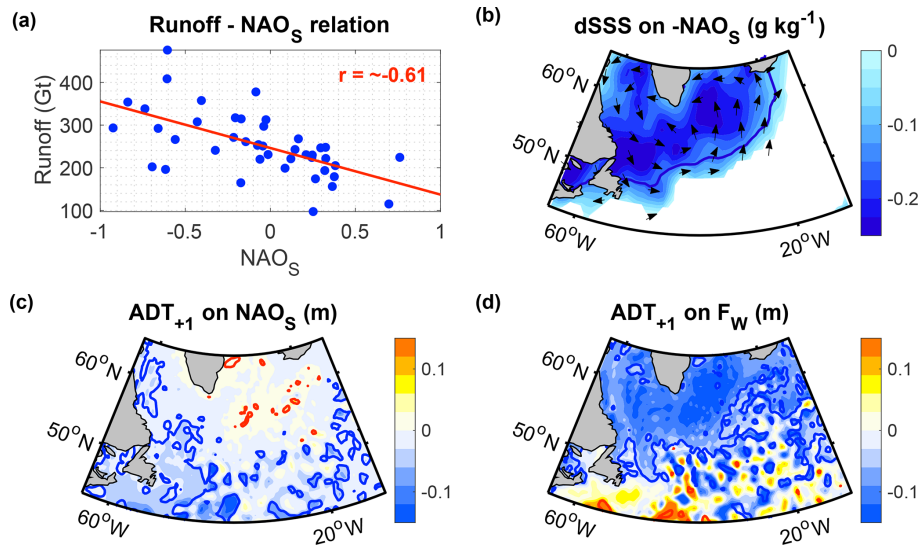 (a)
Runoff - NAO_S relation
r = ~-0.61
Runoff (Gt)
400
300
200
100
-1
-0.5
0
0.5
1
NAO_S
(b)
dSSS on -NAO_S (g kg⁻¹)
60°N
50°N
60°W
20°W
0
-0.1
-0.2
(c)
ADT_+1 on NAO_S (m)
60°N
50°N
60°W
20°W
0.1
0
-0.1
(d)
ADT_+1 on F_W (m)
60°N
50°N
60°W
20°W
0.1
0
-0.1